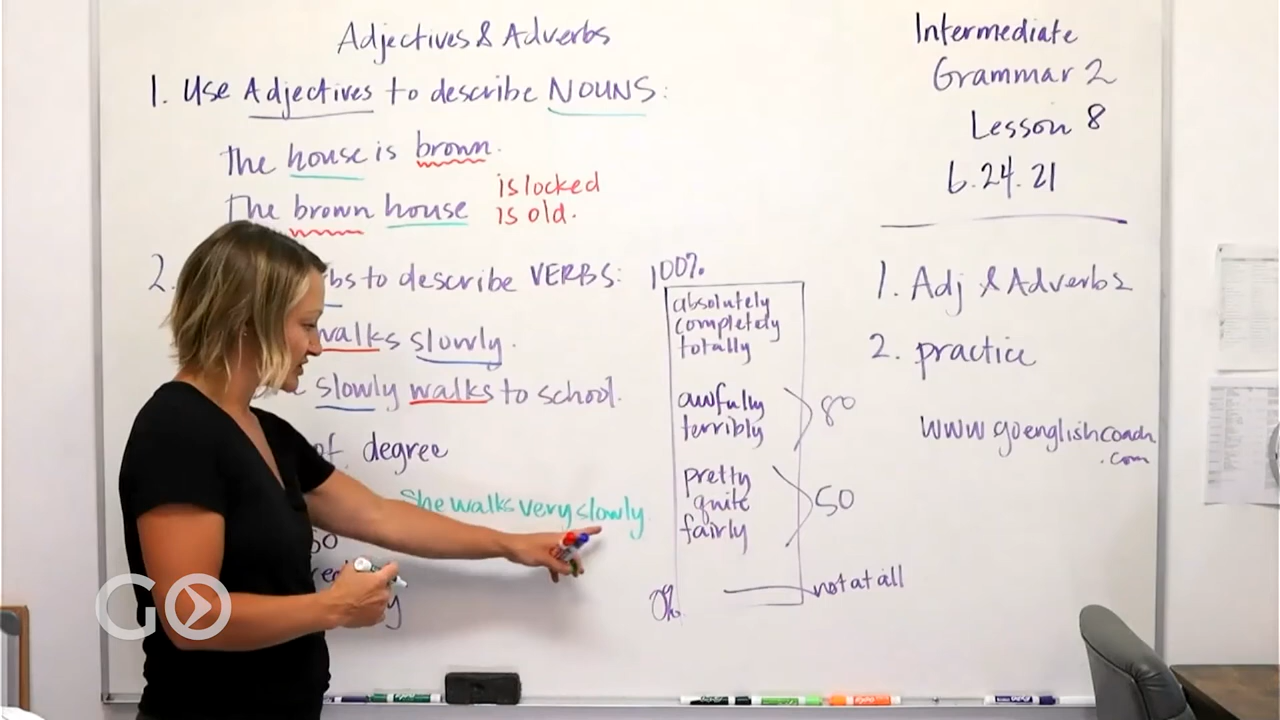 Adjectives & Adverbs
1. Use Adjectives to describe NOUNS:
The house is brown.
The brown house is locked
is old.
2. bs to describe VERBS:
walks slowly.
slowly walks to school.
of degree
She walks very slowly.
so
100%
absolutely
completely
totally
awfully
terribly
80
pretty
quite
fairly
50
0%
not at all
Intermediate
Grammar 2
Lesson 8
6.24.21
1. Adj & Adverbs
2. practice
www.goenglishcoach
.com
GO